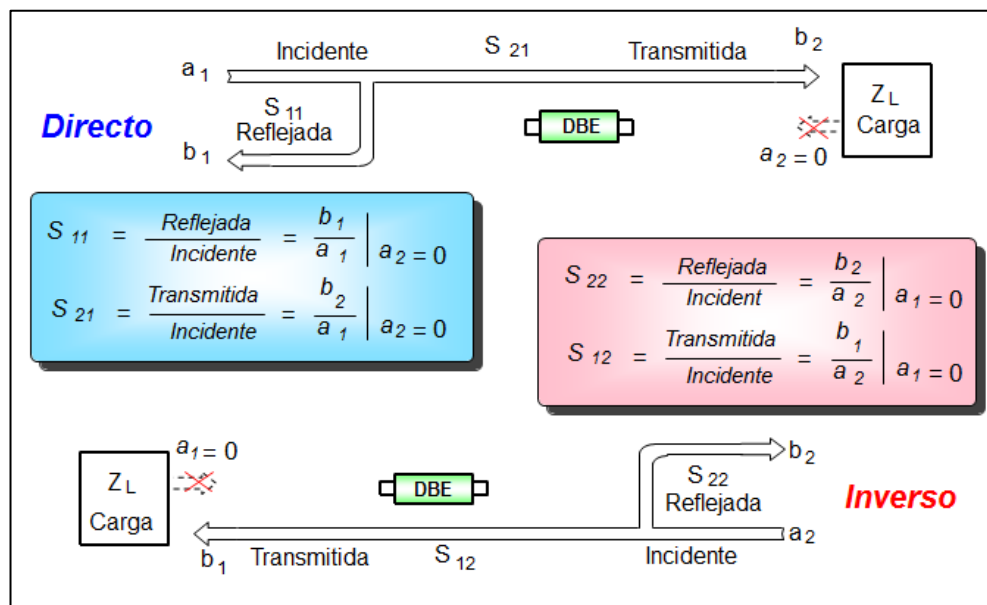 Incidente S 21 Transmitida b 2
a 1
S 11
Reflejada
Directo
b 1
DBE
Z L
Carga
a 2 = 0
S 11 = Reflejada / Incidente = b 1 / a 1 | a 2 = 0
S 21 = Transmitida / Incidente = b 2 / a 1 | a 2 = 0
S 22 = Reflejada / Incident = b 2 / a 2 | a 1 = 0
S 12 = Transmitida / Incidente = b 1 / a 2 | a 1 = 0
a 1 = 0
Z L
Carga
DBE
b 2
S 22
Reflejada
Inverso
a 2
b 1 Transmitida S 12 Incidente